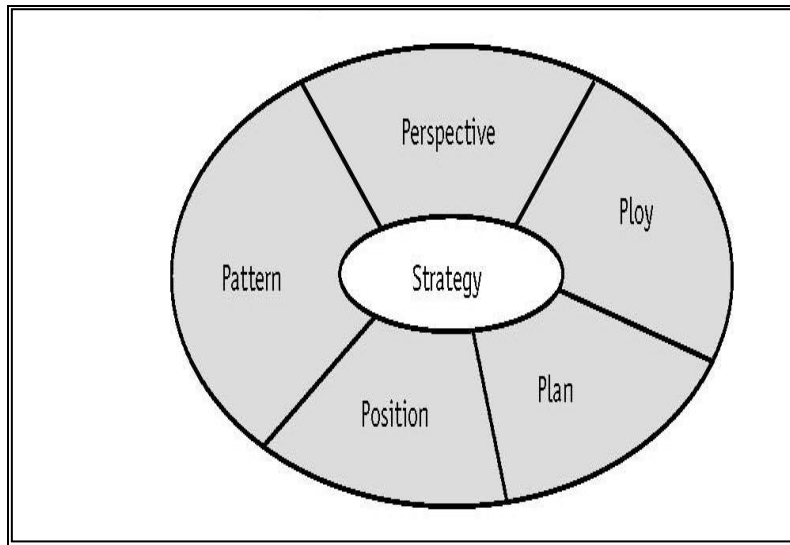 Perspective
Ploy
Pattern
Strategy
Plan
Position